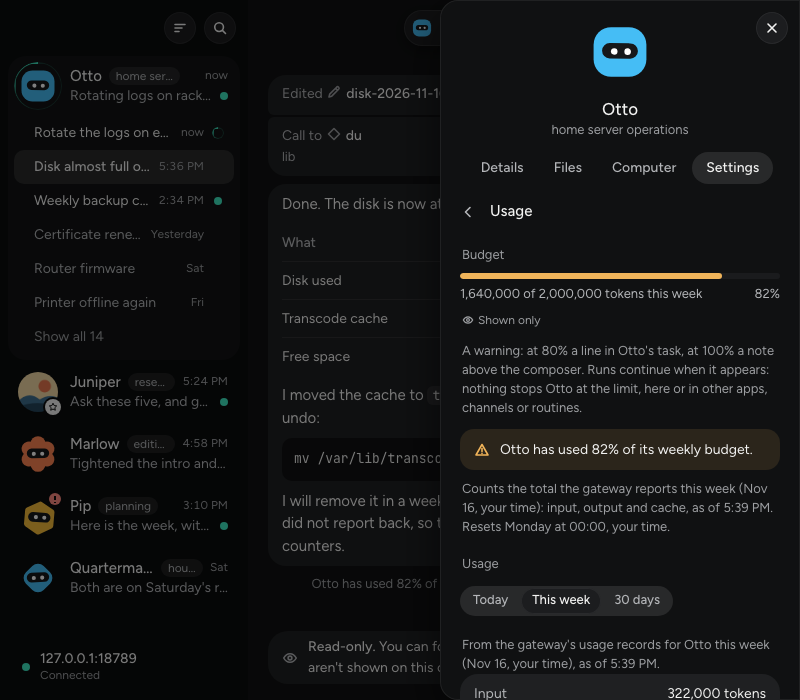 Otto home ser... now
Rotating logs on rack...
Rotate the logs on e... now
Disk almost full o... 5:36 PM
Weekly backup c... 2:34 PM
Certificate rene... Yesterday
Router firmware Sat
Printer offline again Fri
Show all 14
Juniper rese... 5:24 PM
Ask these five, and g...
Marlow editi... 4:58 PM
Tightened the intro and...
Pip planning 3:10 PM
Here is the week, wit...
Quarterma... hou... Sat
Both are on Saturday's r...
127.0.0.1:18789
Connected
Edited disk-2026-11-1
Call to du
lib
Done. The disk is now at
What
Disk used
Transcode cache
Free space
I moved the cache to
undo:
mv /var/lib/transco
I will remove it in a week
did not report back, so t
counters.
Otto has used 82% of
Read-only. You can fo
aren't shown on this c
Otto
home server operations
Details Files Computer Settings
Usage
Budget
1,640,000 of 2,000,000 tokens this week 82%
Shown only
A warning: at 80% a line in Otto's task, at 100% a note
above the composer. Runs continue when it appears:
nothing stops Otto at the limit, here or in other apps,
channels or routines.
Otto has used 82% of its weekly budget.
Counts the total the gateway reports this week (Nov
16, your time): input, output and cache, as of 5:39 PM.
Resets Monday at 00:00, your time.
Usage
Today This week 30 days
From the gateway's usage records for Otto this week
(Nov 16, your time), as of 5:39 PM.
Input 322,000 tokens